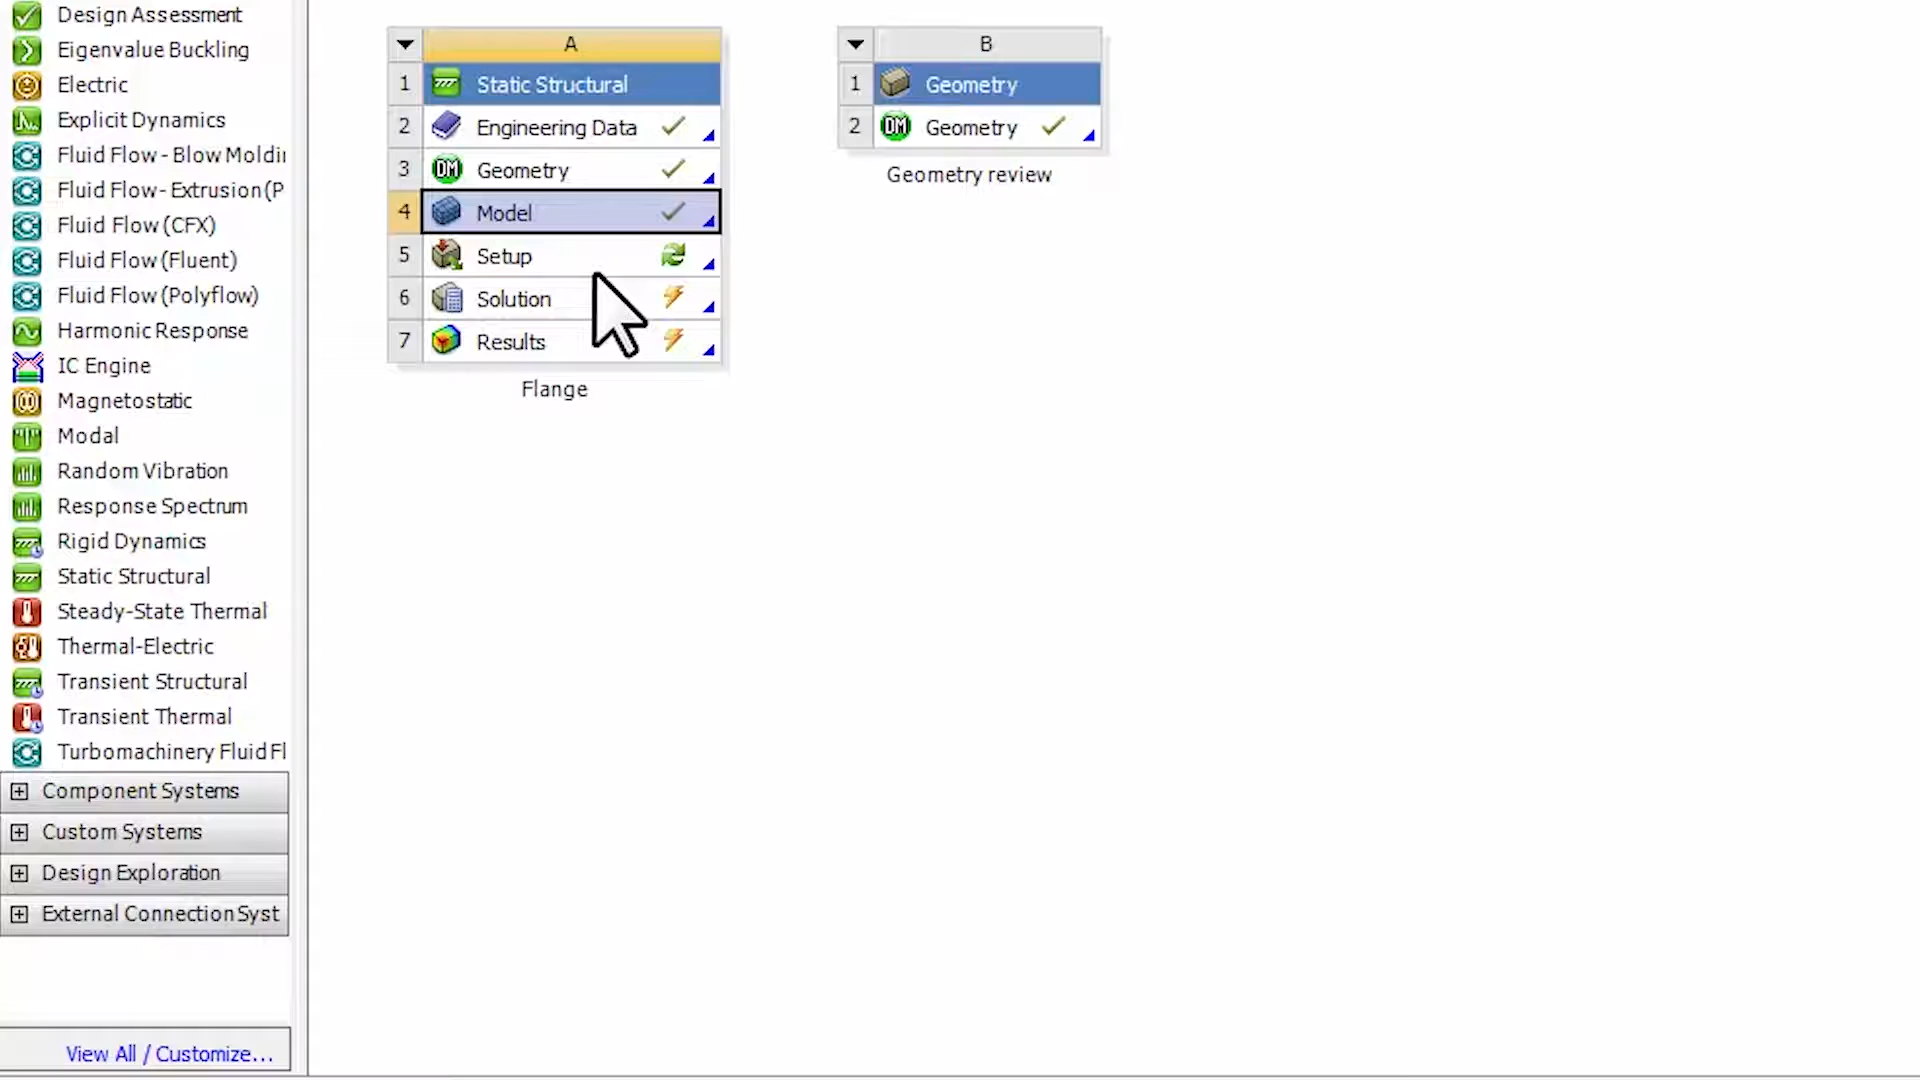 Design Assessment
Eigenvalue Buckling
Electric
Explicit Dynamics
Fluid Flow - Blow Moldi
Fluid Flow- Extrusion (P
Fluid Flow (CFX)
Fluid Flow (Fluent)
Fluid Flow (Polyflow)
Harmonic Response
IC Engine
Magnetostatic
Modal
Random Vibration
Response Spectrum
Rigid Dynamics
Static Structural
Steady-State Thermal
Thermal-Electric
Transient Structural
Transient Thermal
Turbomachinery Fluid Fl
Component Systems
Custom Systems
Design Exploration
External Connection Syst
View All / Customize...
A
1 Static Structural
2 Engineering Data
3 DM Geometry
4 Model
5 Setup
6 Solution
7 Results
Flange
B
1 Geometry
2 DM Geometry
Geometry review